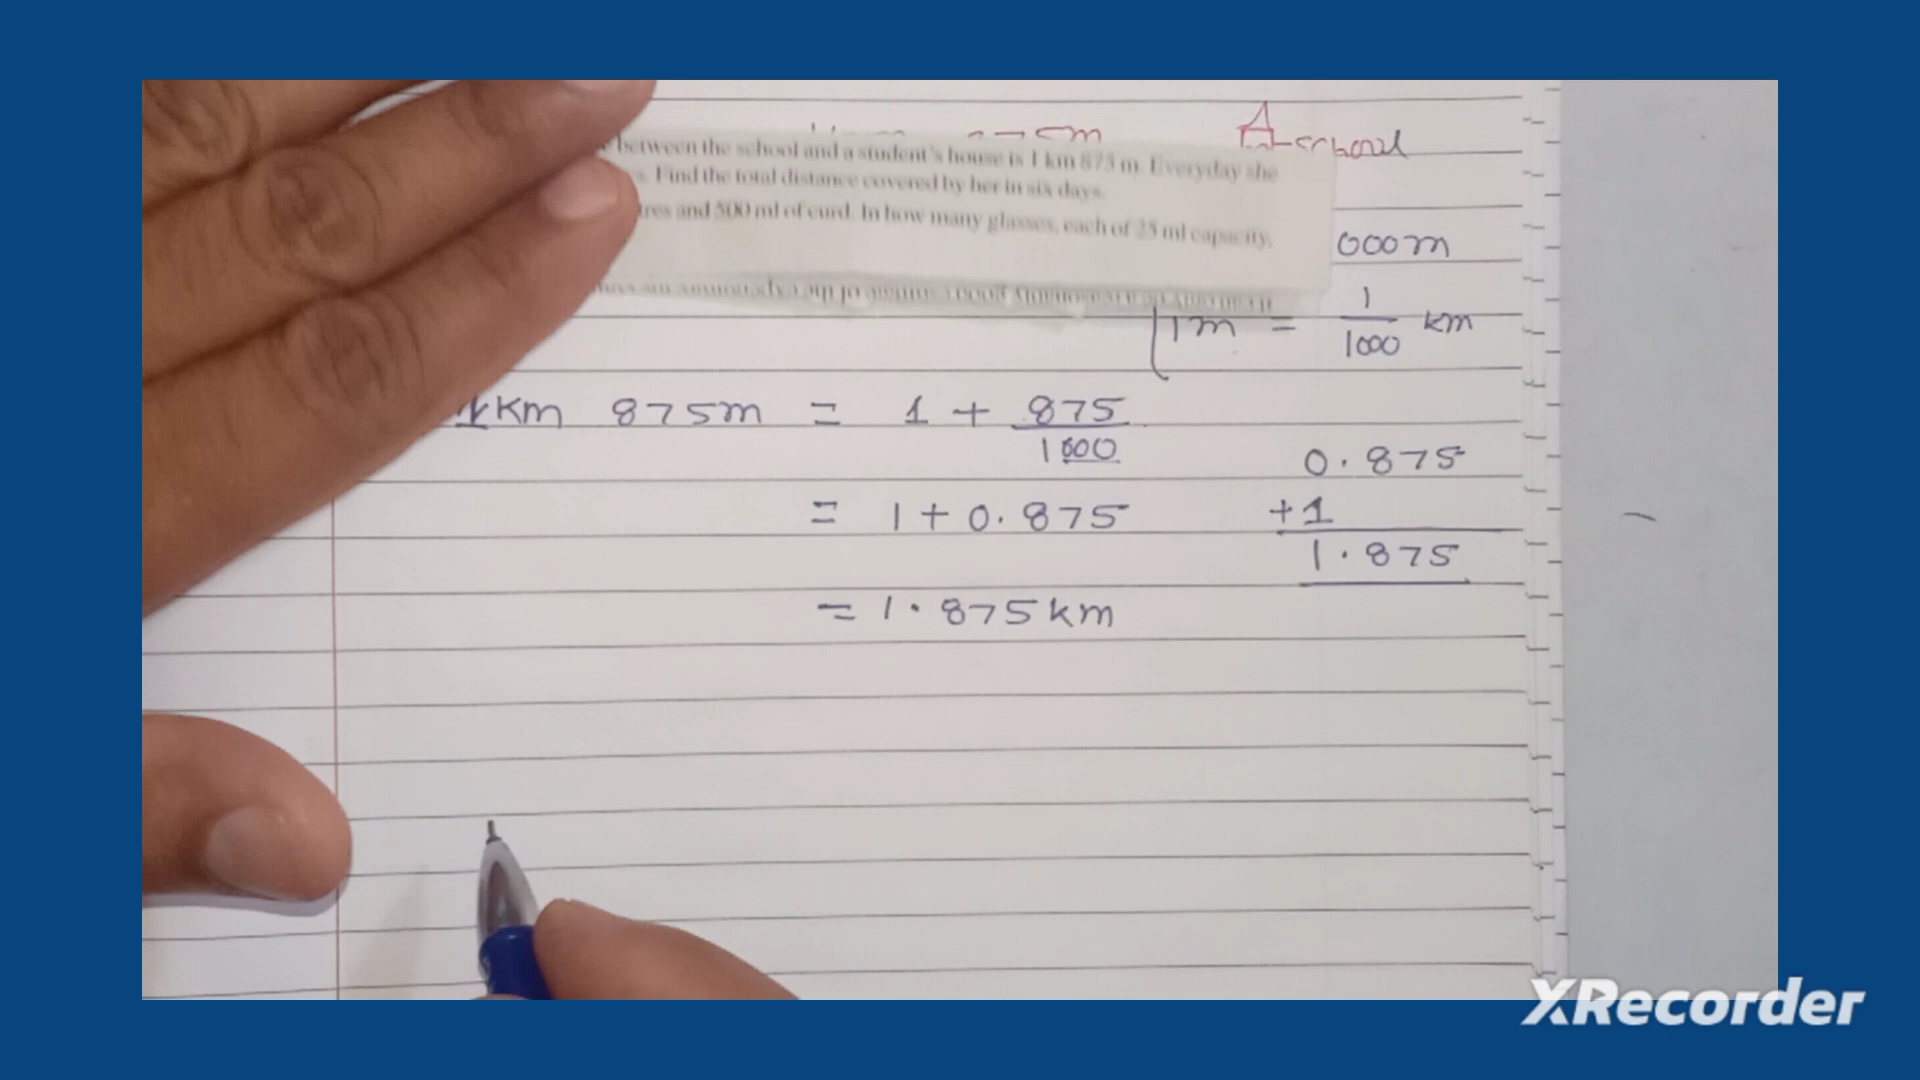 school
between the school and a student's house is 1 km 875 m. Everyday she
Find the total distance covered by her in six days.
and 500 ml of curd. In how many glasses, each of 25 ml capacity,
000m
1m = 1/1000 km
1km 875m = 1 + 875/1000
0.875
= 1 + 0.875
+1
1.875
= 1.875 km
XRecorder